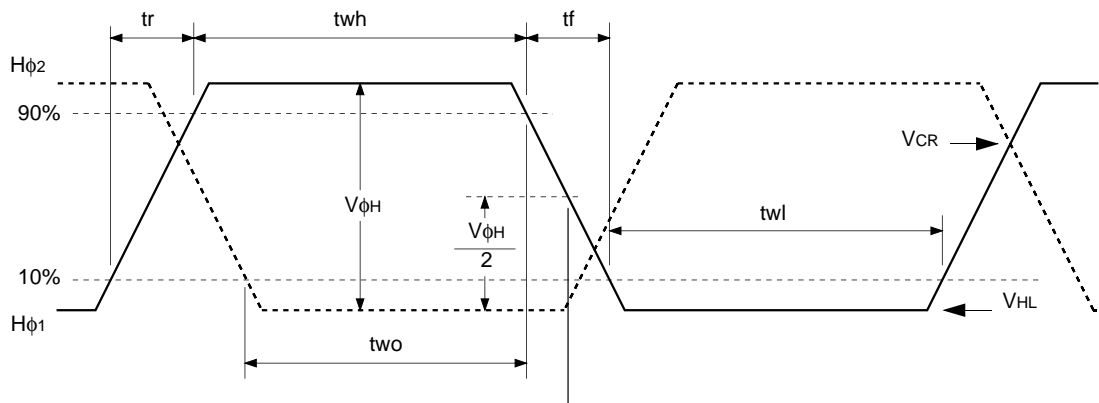 tr
twh
tf
Hϕ2
90%
VCR
VϕH
VϕH
2
twl
10%
VHL
Hϕ1
two